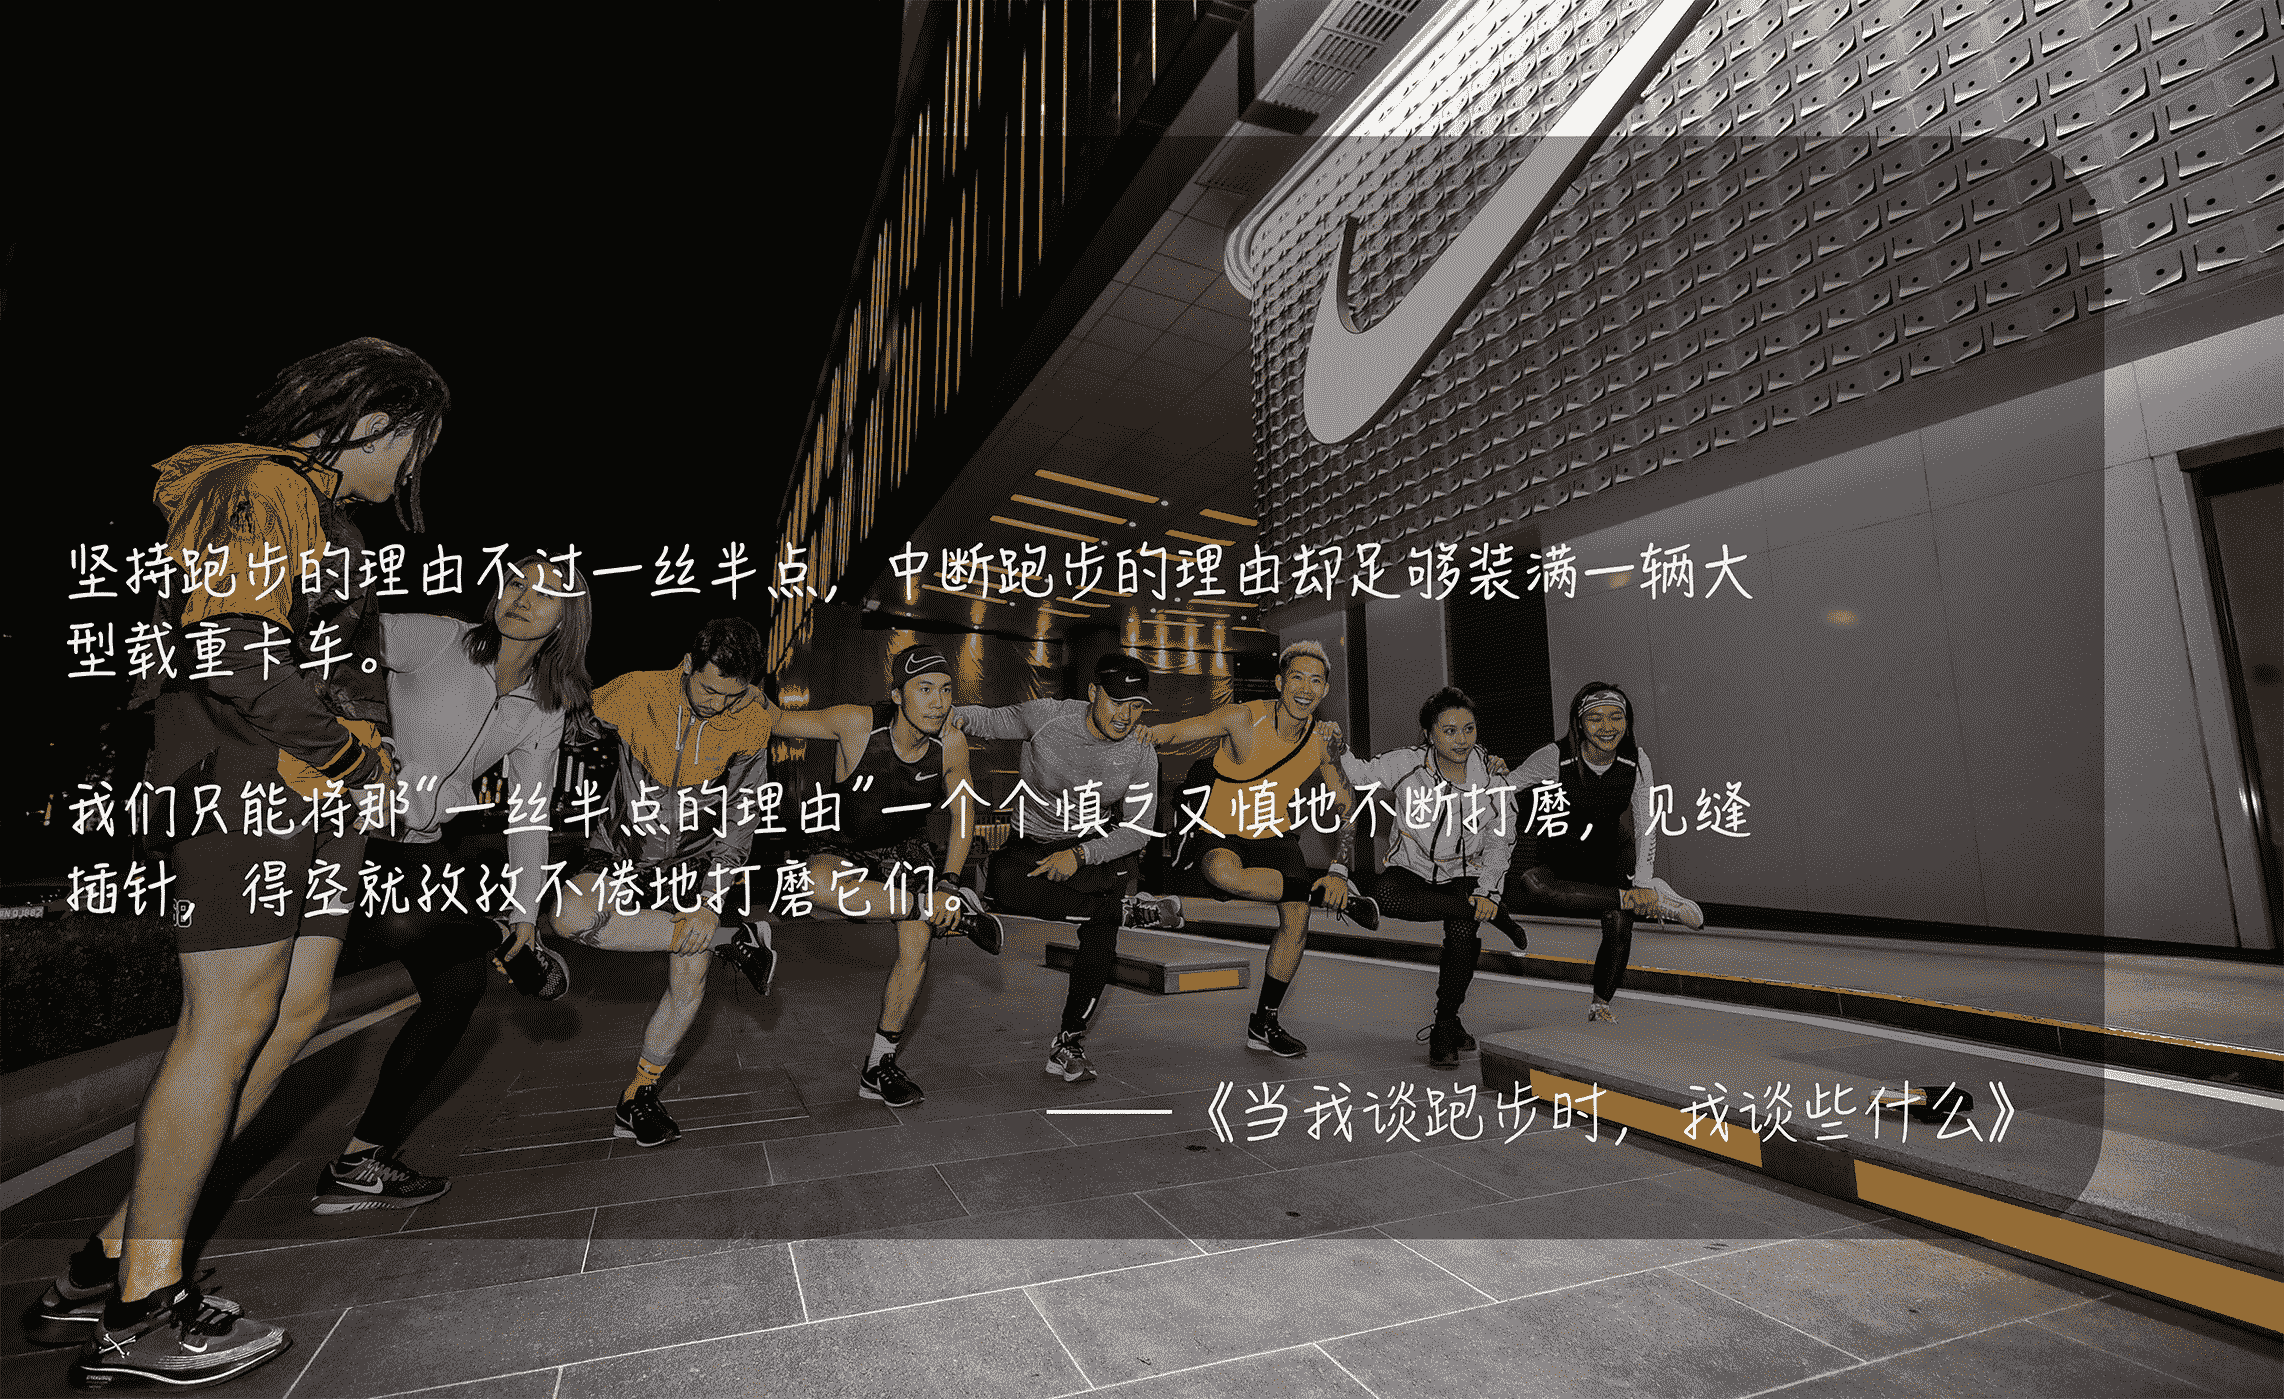 坚持跑步的理由不过一丝半点，中断跑步的理由却足够装满一辆大
型载重卡车。
我们只能将那“一丝半点的理由”一个个慎之又慎地不断打磨，见缝
插针，得空就孜孜不倦地打磨它们。
——《当我谈跑步时，我谈些什么》